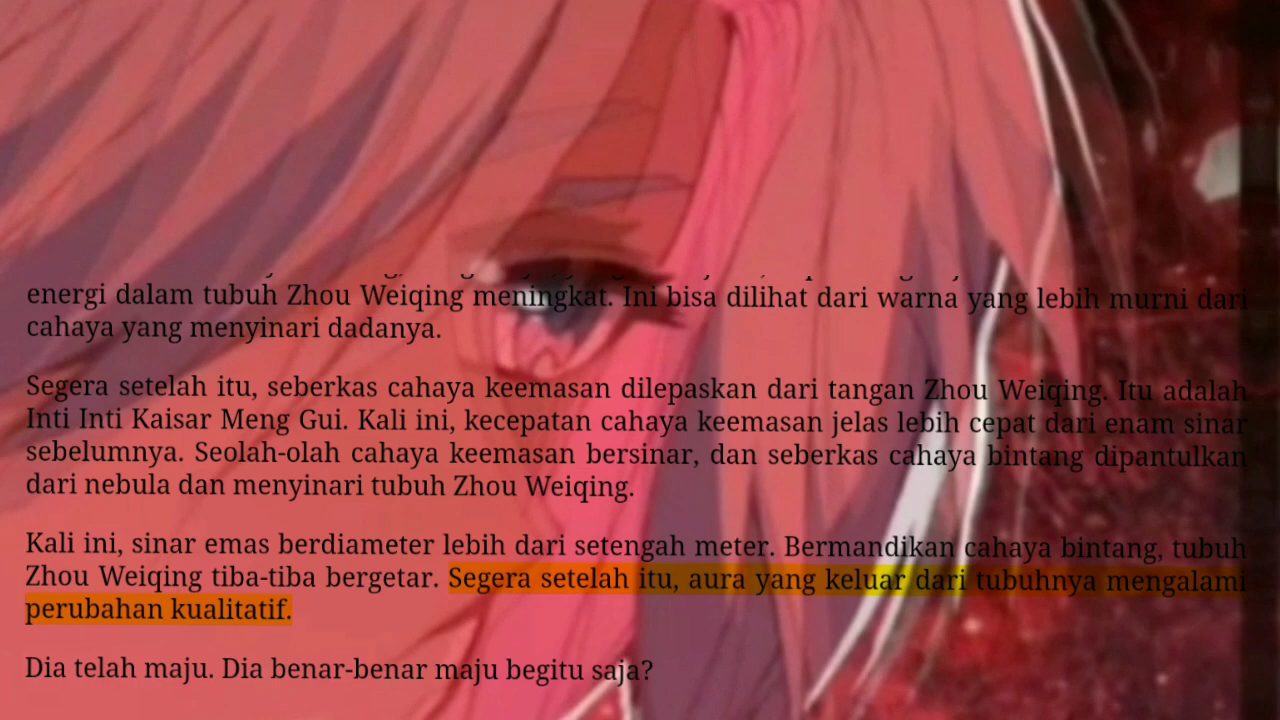 energi dalam tubuh Zhou Weiqing meningkat. Ini bisa dilihat dari warna yang lebih murni dari
cahaya yang menyinari dadanya.
Segera setelah itu, seberkas cahaya keemasan dilepaskan dari tangan Zhou Weiqing. Itu adalah
Inti Inti Kaisar Meng Gui. Kali ini, kecepatan cahaya keemasan jelas lebih cepat dari enam sinar
sebelumnya. Seolah-olah cahaya keemasan bersinar, dan seberkas cahaya bintang dipantulkan
dari nebula dan menyinari tubuh Zhou Weiqing.
Kali ini, sinar emas berdiameter lebih dari setengah meter. Bermandikan cahaya bintang, tubuh
Zhou Weiqing tiba-tiba bergetar. Segera setelah itu, aura yang keluar dari tubuhnya mengalami
perubahan kualitatif.
Dia telah maju. Dia benar-benar maju begitu saja?